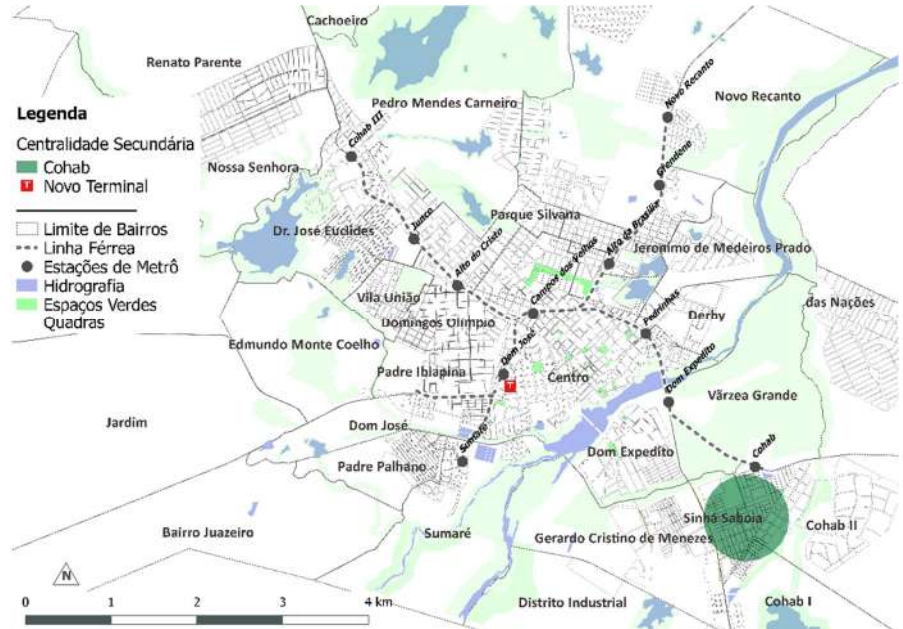 Cachoeiro
Renato Parente
Legenda
Centralidade Secundária
Cohab
T Novo Terminal
Limite de Bairros
Linha Férrea
Estações de Metrô
Hidrografia
Espaços Verdes
Quadras
Pedro Mendes Carneiro
Novo Recanto
Novo Recanto
Cohab III
Nossa Senhora
Grendene
Parque Silvana
Junco
Dr. José Euclides
Alto da Brasília
Jeronimo de Medeiros Prado
Alto do Cristo
Campos dos Velhos
Vila União
das Nações
Domingos Olimpio
Pedrinhas
Derby
Edmundo Monte Coelho
Dom José
Padre Ibiapina
Centro
T
Dom Expedito
Várzea Grande
Jardim
Dom José
Sumaré
Padre Palhano
Dom Expedito
Cohab
Sinhá Saboia
Cohab II
Bairro Juazeiro
Sumaré
Gerardo Cristino de Menezes
N
Distrito Industrial
Cohab I
0 1 2 3 4 km